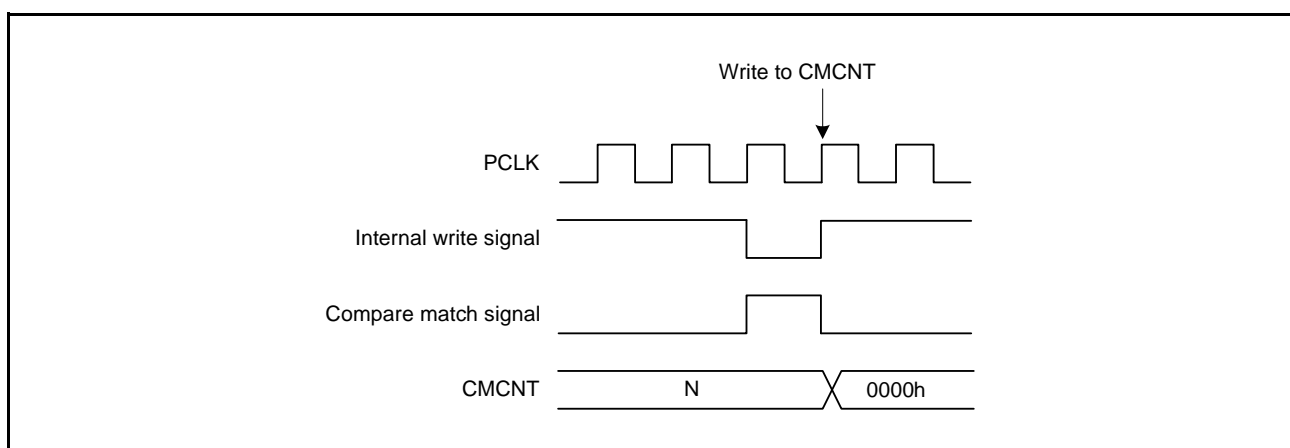 Write to CMCNT
PCLK
Internal write signal
Compare match signal
CMCNT
N
0000h